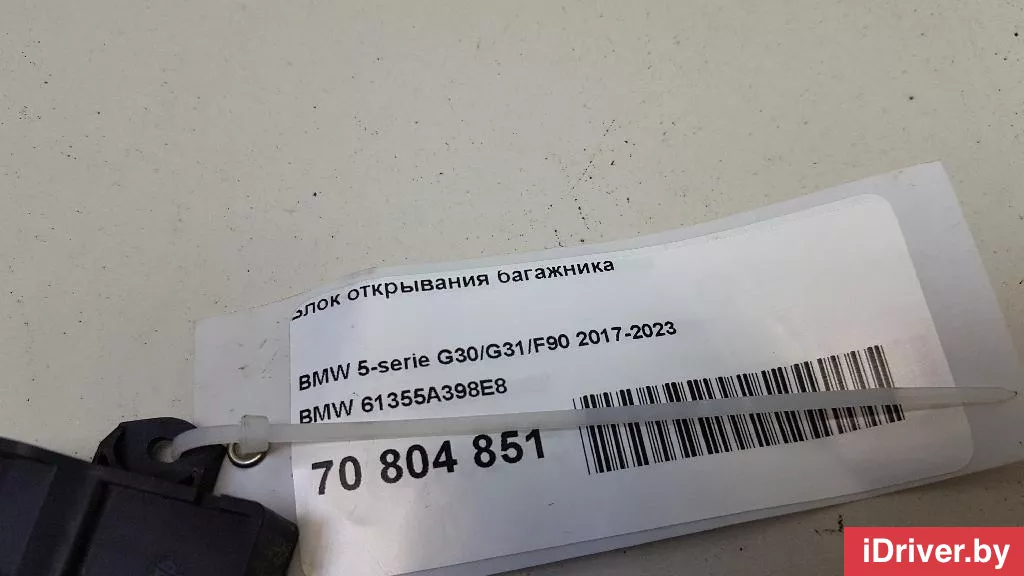 Блок открывания багажника
BMW 5-serie G30/G31/F90 2017-2023
BMW 61355A398E8
70 804 851
iDriver.by